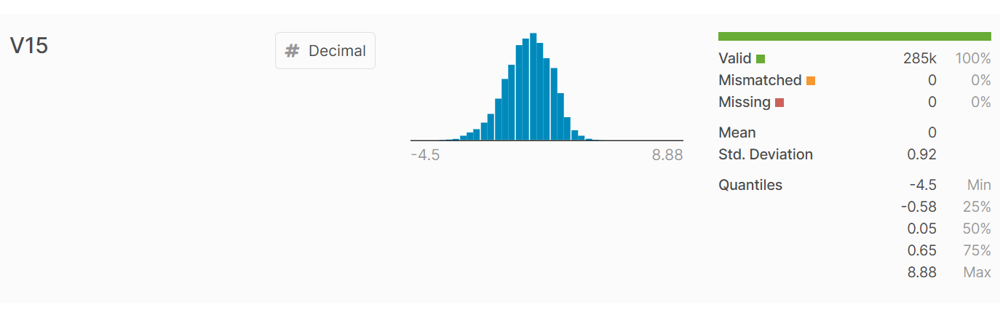 V15
# Decimal
-4.5 8.88
Valid 285k 100%
Mismatched 0 0%
Missing 0 0%
Mean 0
Std. Deviation 0.92
Quantiles -4.5 Min
-0.58 25%
0.05 50%
0.65 75%
8.88 Max